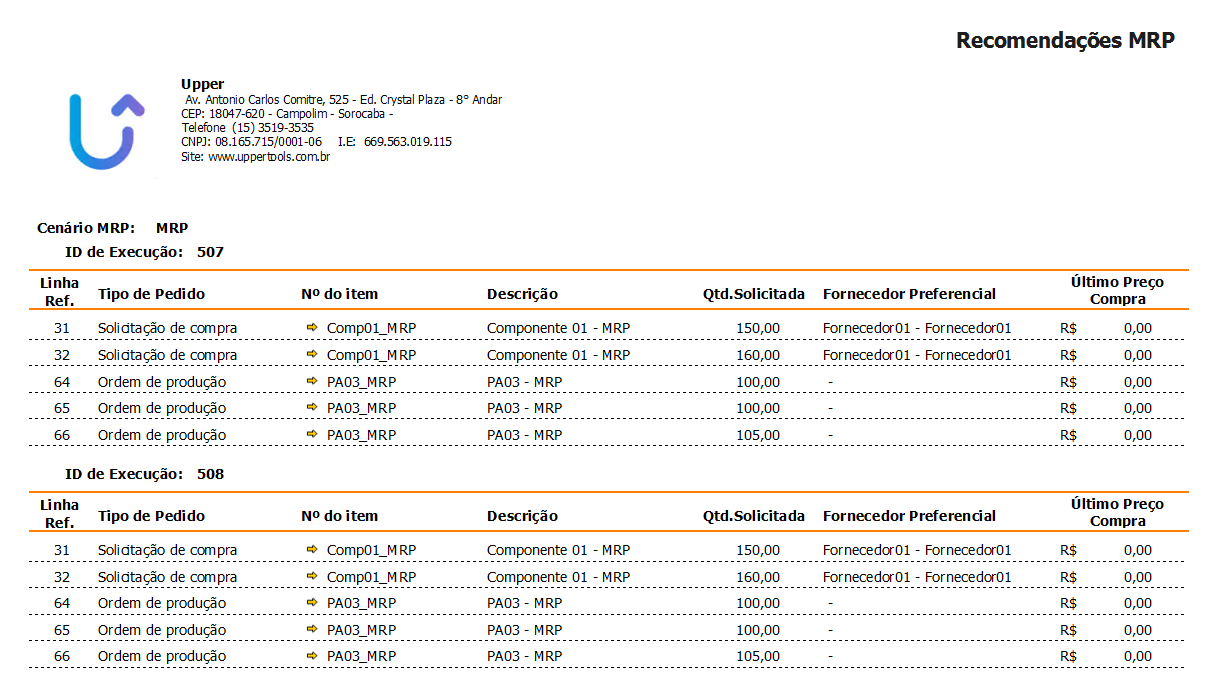 Recomendações MRP
Upper
Av. Antonio Carlos Comitre, 525 - Ed. Crystal Plaza - 8° Andar
CEP: 18047-620 - Campolim - Sorocaba -
Telefone (15) 3519-3535
CNPJ: 08.165.715/0001-06 I.E: 669.563.019.115
Site: www.uppertools.com.br
Cenário MRP: MRP
ID de Execução: 507
Linha Ref. Tipo de Pedido Nº do item Descrição Qtd.Solicitada Fornecedor Preferencial Último Preço Compra
31 Solicitação de compra Comp01_MRP Componente 01 - MRP 150,00 Fornecedor01 - Fornecedor01 R$ 0,00
32 Solicitação de compra Comp01_MRP Componente 01 - MRP 160,00 Fornecedor01 - Fornecedor01 R$ 0,00
64 Ordem de produção PA03_MRP PA03 - MRP 100,00 - R$ 0,00
65 Ordem de produção PA03_MRP PA03 - MRP 100,00 - R$ 0,00
66 Ordem de produção PA03_MRP PA03 - MRP 105,00 - R$ 0,00
ID de Execução: 508
Linha Ref. Tipo de Pedido Nº do item Descrição Qtd.Solicitada Fornecedor Preferencial Último Preço Compra
31 Solicitação de compra Comp01_MRP Componente 01 - MRP 150,00 Fornecedor01 - Fornecedor01 R$ 0,00
32 Solicitação de compra Comp01_MRP Componente 01 - MRP 160,00 Fornecedor01 - Fornecedor01 R$ 0,00
64 Ordem de produção PA03_MRP PA03 - MRP 100,00 - R$ 0,00
65 Ordem de produção PA03_MRP PA03 - MRP 100,00 - R$ 0,00
66 Ordem de produção PA03_MRP PA03 - MRP 105,00 - R$ 0,00